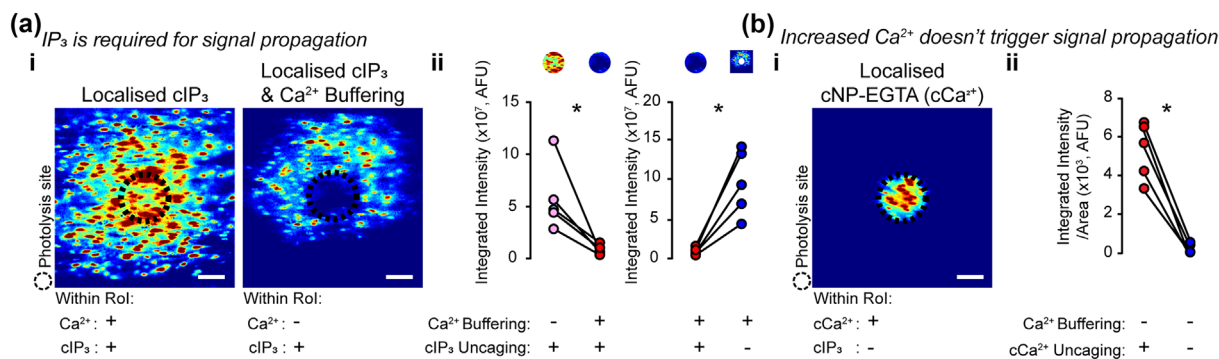 (a) IP₃ is required for signal propagation
i
Localised cIP₃
Localised cIP₃
& Ca²⁺ Buffering
Photolysis site
Within RoI:
Ca²⁺ : +
cIP₃ : +
Within RoI:
Ca²⁺ : -
cIP₃ : +
ii
Integrated Intensity (x10⁷, AFU)
15
10
5
0
*
Integrated Intensity (x10⁷, AFU)
20
15
10
5
0
*
Ca²⁺ Buffering: - + + +
cIP₃ Uncaging: + + + -
(b) Increased Ca²⁺ doesn't trigger signal propagation
i
Localised
cNP-EGTA (cCa²⁺)
Photolysis site
Within RoI:
cCa²⁺ : +
cIP₃ : -
ii
Integrated Intensity
/Area (x10³, AFU)
8
6
4
2
0
*
Ca²⁺ Buffering: - -
cCa²⁺ Uncaging: + -